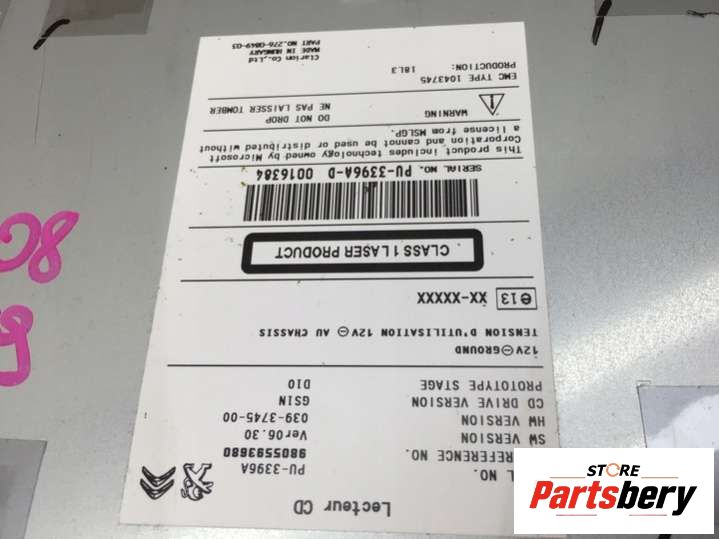 Lecteur CD
L NO. PU-3396A
REFERENCE NO. 9805593680
SW VERSION Ver06.30
HW VERSION 039-3745-00
CD DRIVE VERSION GS1N
PROTOTYPE STAGE D10
12V⊖GROUND
TENSION D'UTILISATION 12V⊖ AU CHASSIS
e13 XX-XXXXX
CLASS 1 LASER PRODUCT
SERIAL NO. PU-3396A-D 0016384
This product includes technology owned by Microsoft
Corporation and cannot be used or distributed without
a license from MSLGP.
WARNING DO NOT DROP
NE PAS LAISSER TOMBER
EMC TYPE 1043745
PRODUCTION: 18L3
Clarion Co.,Ltd
MADE IN HUNGARY
PART NO.276-0849-03
STORE
Partsbery